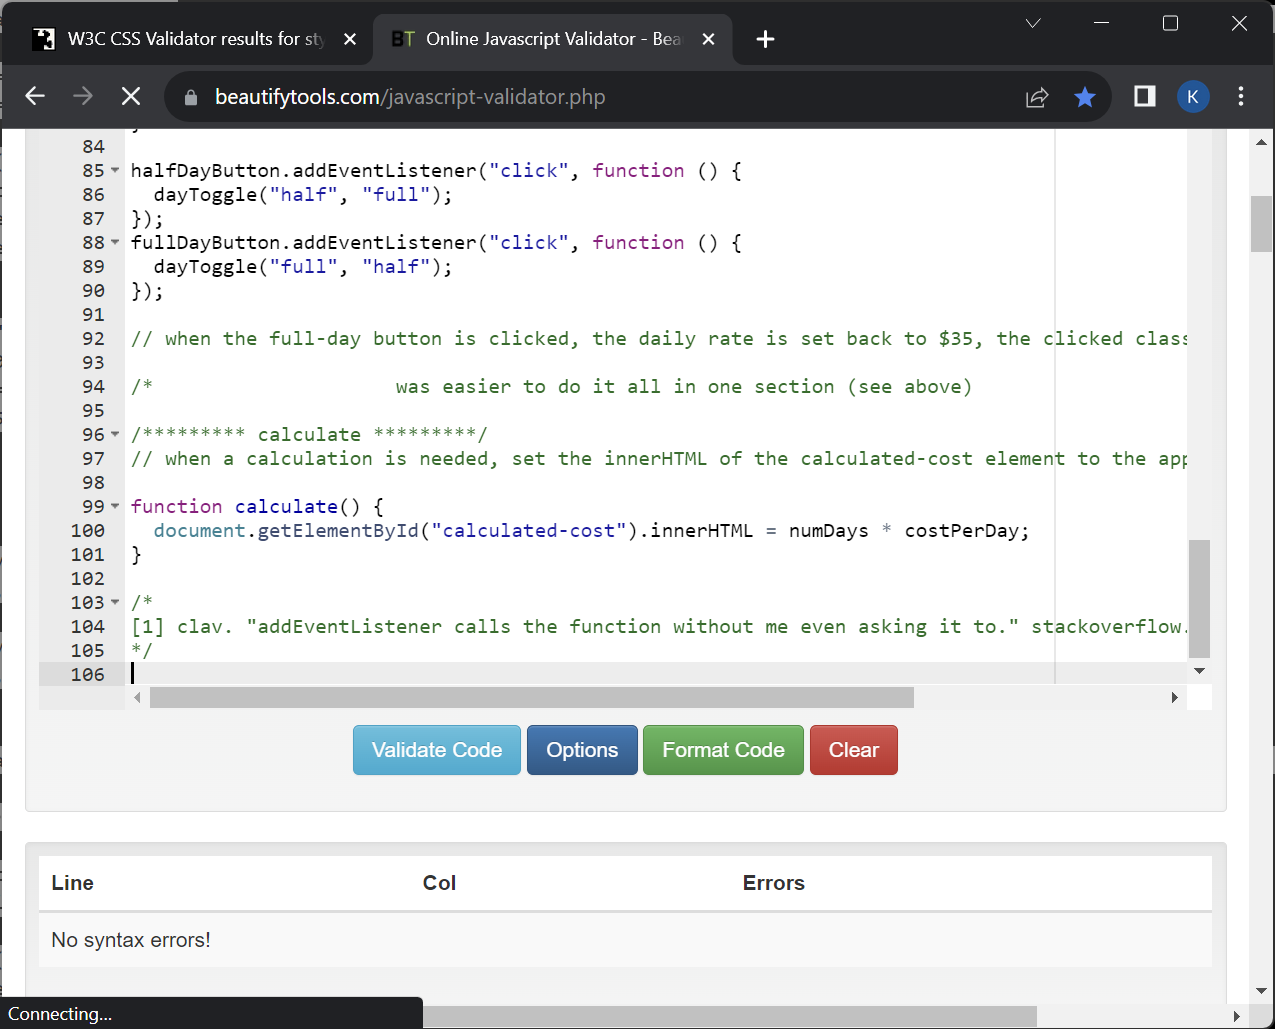 W3C CSS Validator results for sty
BT Online Javascript Validator - Bea
beautifytools.com/javascript-validator.php
K
84
85 halfDayButton.addEventListener("click", function () {
86 dayToggle("half", "full");
87 });
88 fullDayButton.addEventListener("click", function () {
89 dayToggle("full", "half");
90 });
91
92 // when the full-day button is clicked, the daily rate is set back to $35, the clicked class
93
94 /* was easier to do it all in one section (see above)
95
96 /********* calculate *********/
97 // when a calculation is needed, set the innerHTML of the calculated-cost element to the app
98
99 function calculate() {
100 document.getElementById("calculated-cost").innerHTML = numDays * costPerDay;
101 }
102
103 /*
104 [1] clav. "addEventListener calls the function without me even asking it to." stackoverflow.
105 */
106
Validate Code Options Format Code Clear
Line Col Errors
No syntax errors!
Connecting...